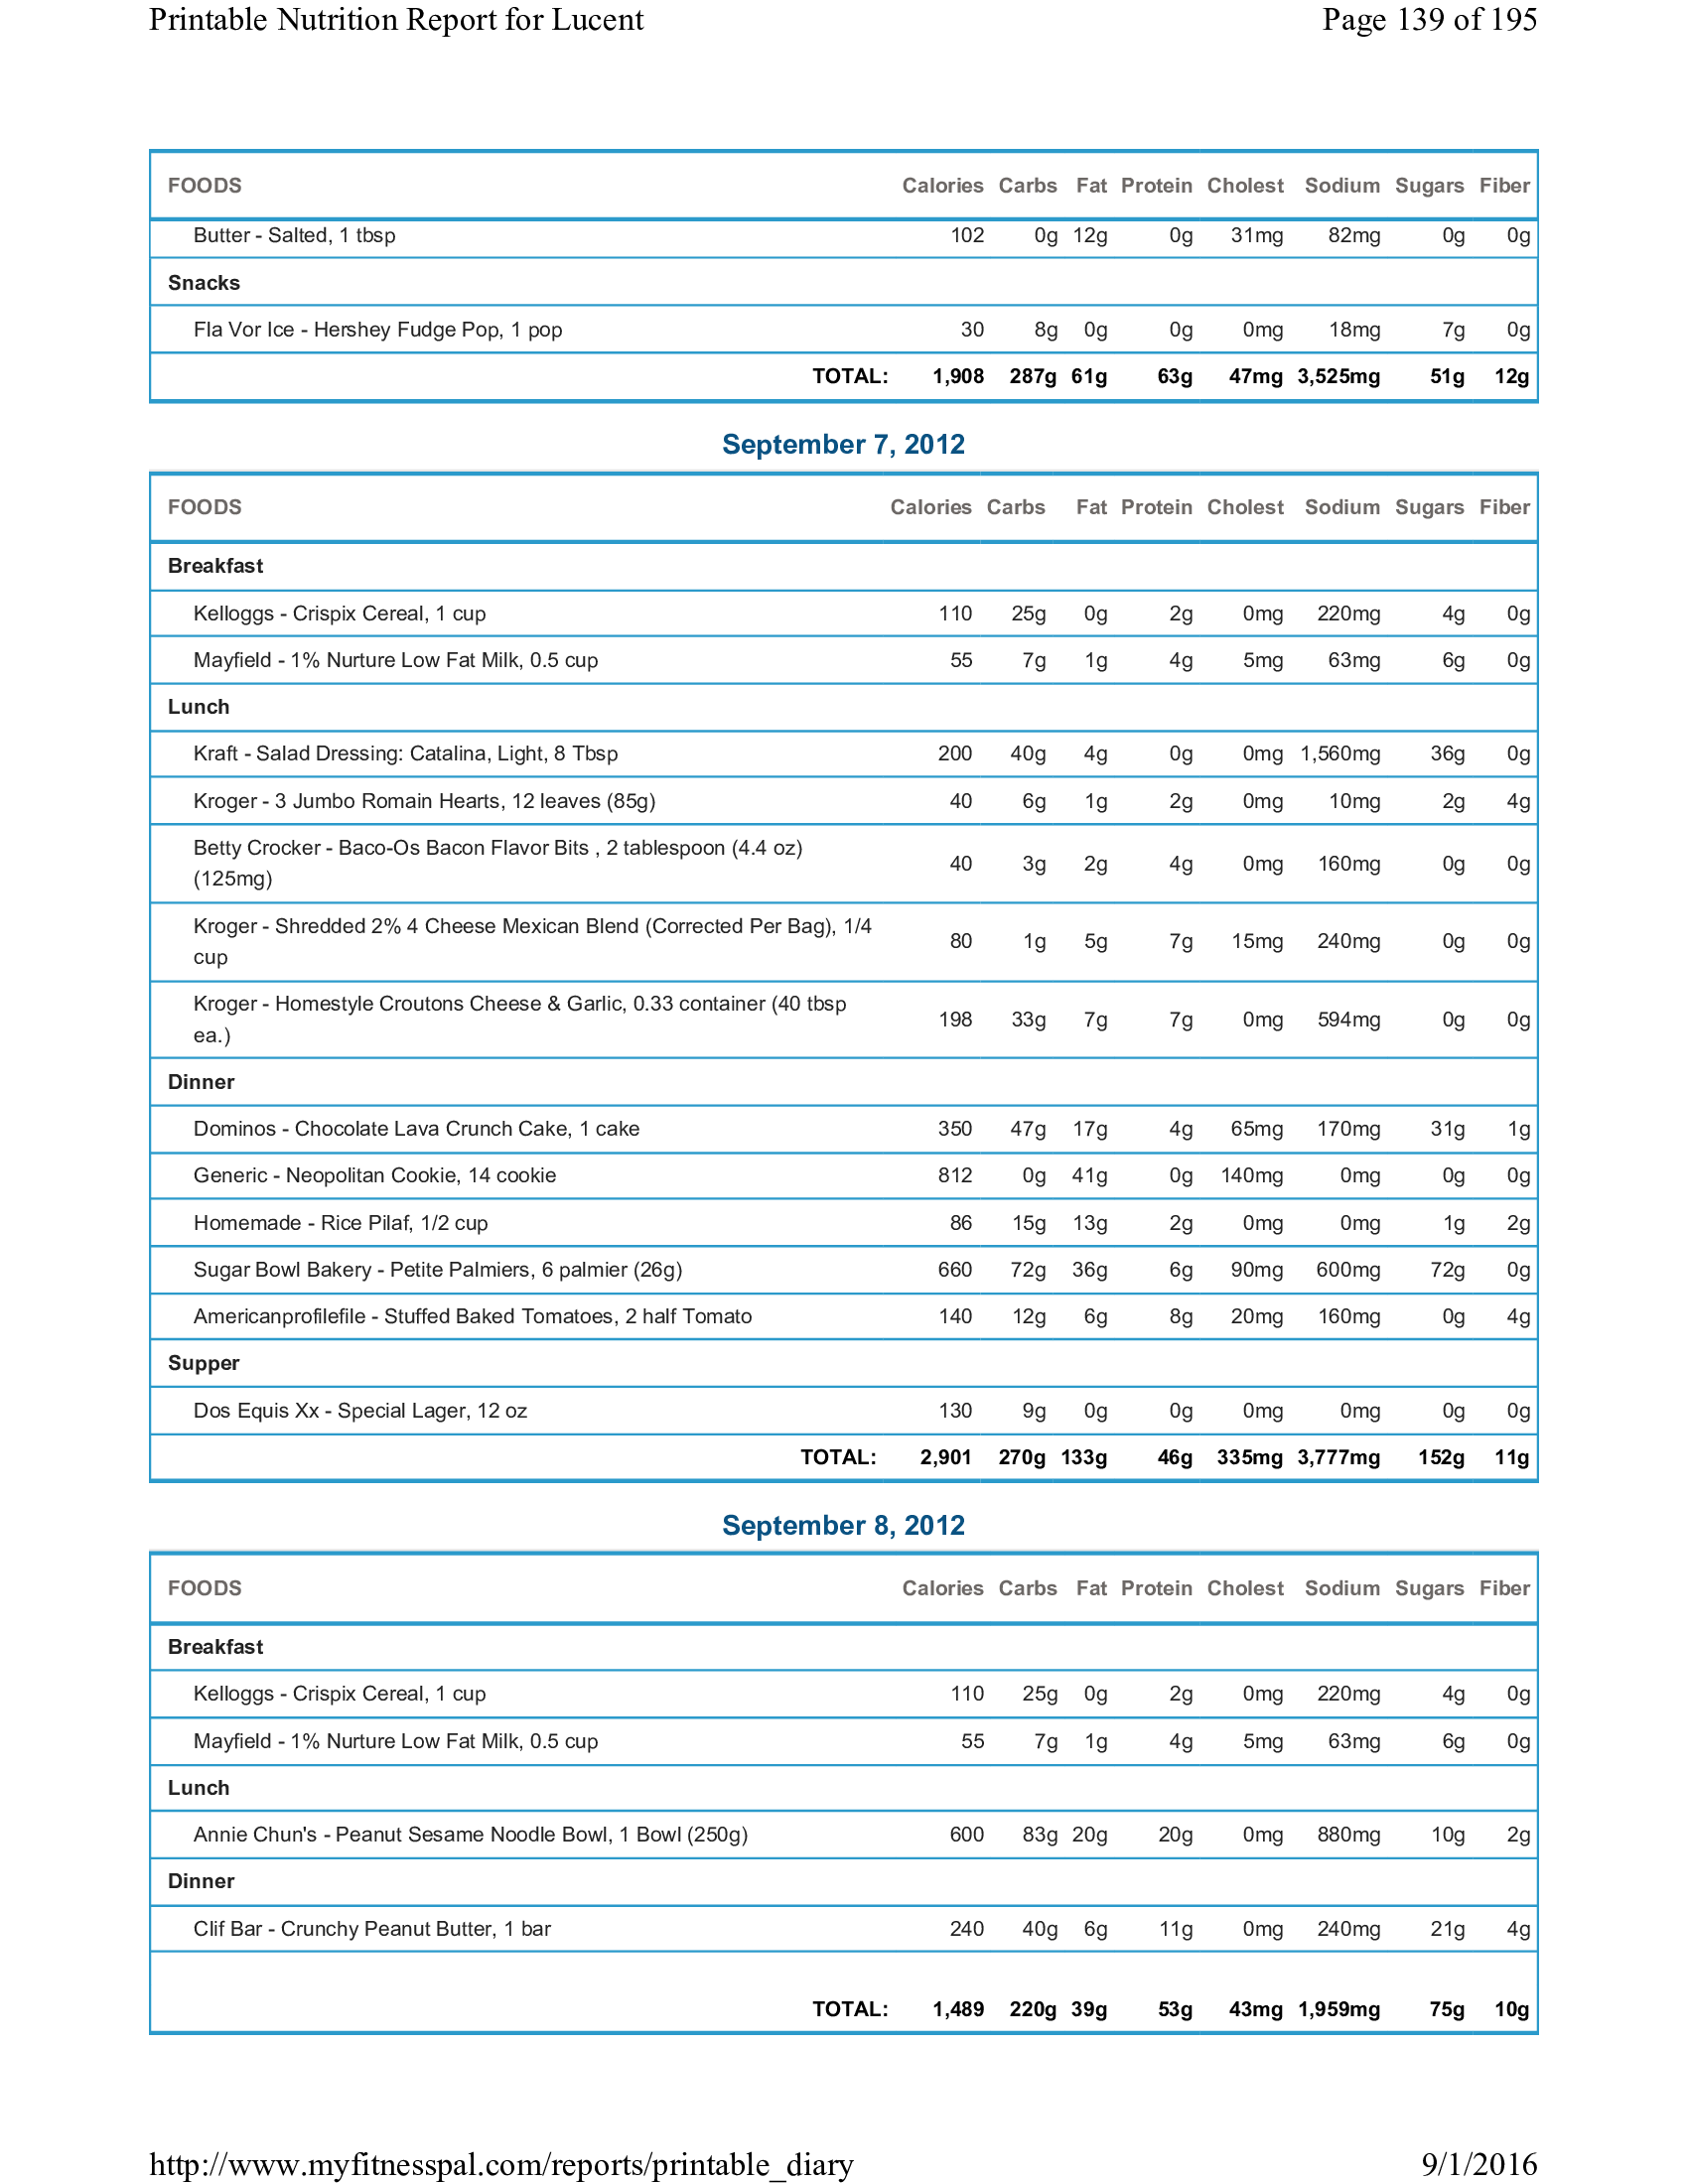 Printable Nutrition Report for Lucent Page 139 of 195
FOODS Calories Carbs Fat Protein Cholest Sodium Sugars Fiber
Butter - Salted, 1 tbsp 102 0g 12g 0g 31mg 82mg 0g 0g
Snacks
Fla Vor Ice - Hershey Fudge Pop, 1 pop 30 8g 0g 0g 0mg 18mg 7g 0g
TOTAL: 1,908 287g 61g 63g 47mg 3,525mg 51g 12g
September 7, 2012
FOODS Calories Carbs Fat Protein Cholest Sodium Sugars Fiber
Breakfast
Kelloggs - Crispix Cereal, 1 cup 110 25g 0g 2g 0mg 220mg 4g 0g
Mayfield - 1% Nurture Low Fat Milk, 0.5 cup 55 7g 1g 4g 5mg 63mg 6g 0g
Lunch
Kraft - Salad Dressing: Catalina, Light, 8 Tbsp 200 40g 4g 0g 0mg 1,560mg 36g 0g
Kroger - 3 Jumbo Romain Hearts, 12 leaves (85g) 40 6g 1g 2g 0mg 10mg 2g 4g
Betty Crocker - Baco-Os Bacon Flavor Bits , 2 tablespoon (4.4 oz)
(125mg) 40 3g 2g 4g 0mg 160mg 0g 0g
Kroger - Shredded 2% 4 Cheese Mexican Blend (Corrected Per Bag), 1/4
cup 80 1g 5g 7g 15mg 240mg 0g 0g
Kroger - Homestyle Croutons Cheese & Garlic, 0.33 container (40 tbsp
ea.) 198 33g 7g 7g 0mg 594mg 0g 0g
Dinner
Dominos - Chocolate Lava Crunch Cake, 1 cake 350 47g 17g 4g 65mg 170mg 31g 1g
Generic - Neopolitan Cookie, 14 cookie 812 0g 41g 0g 140mg 0mg 0g 0g
Homemade - Rice Pilaf, 1/2 cup 86 15g 13g 2g 0mg 0mg 1g 2g
Sugar Bowl Bakery - Petite Palmiers, 6 palmier (26g) 660 72g 36g 6g 90mg 600mg 72g 0g
Americanprofilefile - Stuffed Baked Tomatoes, 2 half Tomato 140 12g 6g 8g 20mg 160mg 0g 4g
Supper
Dos Equis Xx - Special Lager, 12 oz 130 9g 0g 0g 0mg 0mg 0g 0g
TOTAL: 2,901 270g 133g 46g 335mg 3,777mg 152g 11g
September 8, 2012
FOODS Calories Carbs Fat Protein Cholest Sodium Sugars Fiber
Breakfast
Kelloggs - Crispix Cereal, 1 cup 110 25g 0g 2g 0mg 220mg 4g 0g
Mayfield - 1% Nurture Low Fat Milk, 0.5 cup 55 7g 1g 4g 5mg 63mg 6g 0g
Lunch
Annie Chun's - Peanut Sesame Noodle Bowl, 1 Bowl (250g) 600 83g 20g 20g 0mg 880mg 10g 2g
Dinner
Clif Bar - Crunchy Peanut Butter, 1 bar 240 40g 6g 11g 0mg 240mg 21g 4g
TOTAL: 1,489 220g 39g 53g 43mg 1,959mg 75g 10g
http://www.myfitnesspal.com/reports/printable_diary 9/1/2016